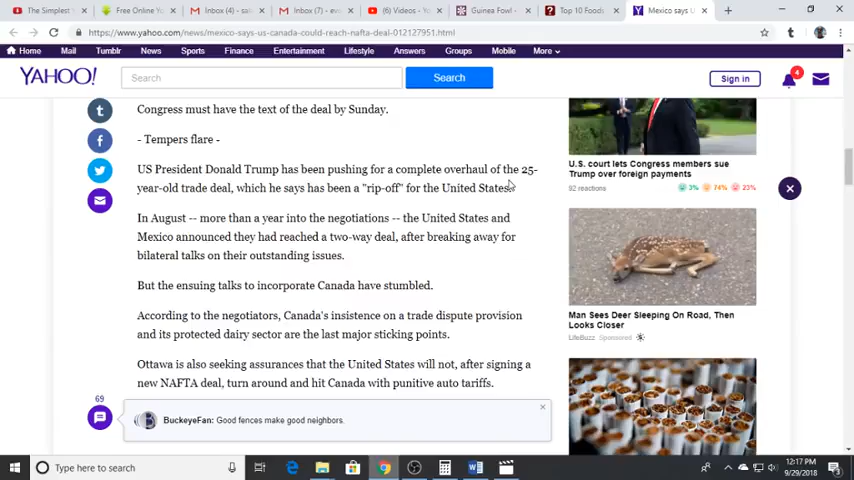 The Simplest
Free Online Yo
Gmail Inbox (4) - sal
Inbox (7) - eve
(6) Videos - Yo
Guinea Fowl -
Top 10 Foods
Mexico says U
https://www.yahoo.com/news/mexico-says-us-canada-could-reach-nafta-deal-012127951.html
Home Mail Tumblr News Sports Finance Entertainment Lifestyle Answers Groups Mobile More
YAHOO!
Search
Search
Sign in
4
Congress must have the text of the deal by Sunday.
- Tempers flare -
US President Donald Trump has been pushing for a complete overhaul of the 25-
year-old trade deal, which he says has been a "rip-off" for the United States.
In August -- more than a year into the negotiations -- the United States and
Mexico announced they had reached a two-way deal, after breaking away for
bilateral talks on their outstanding issues.
But the ensuing talks to incorporate Canada have stumbled.
According to the negotiators, Canada's insistence on a trade dispute provision
and its protected dairy sector are the last major sticking points.
Ottawa is also seeking assurances that the United States will not, after signing a
new NAFTA deal, turn around and hit Canada with punitive auto tariffs.
69
BuckeyeFan: Good fences make good neighbors.
U.S. court lets Congress members sue
Trump over foreign payments
92 reactions 3% 74% 23%
Man Sees Deer Sleeping On Road, Then
Looks Closer
LifeBuzz Sponsored
Type here to search
12:17 PM
9/29/2018
3